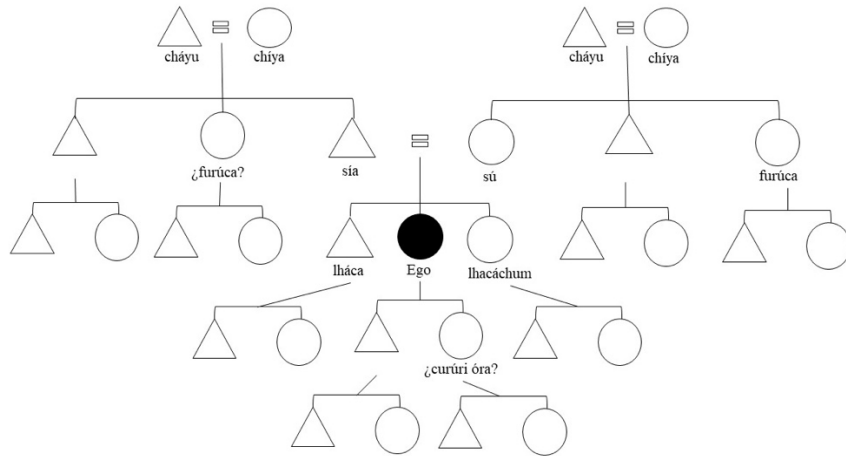 cháyu
chíya
cháyu
chíya
¿furúca?
sía
sú
furúca
lháca
Ego
lhacáchum
¿curúri óra?